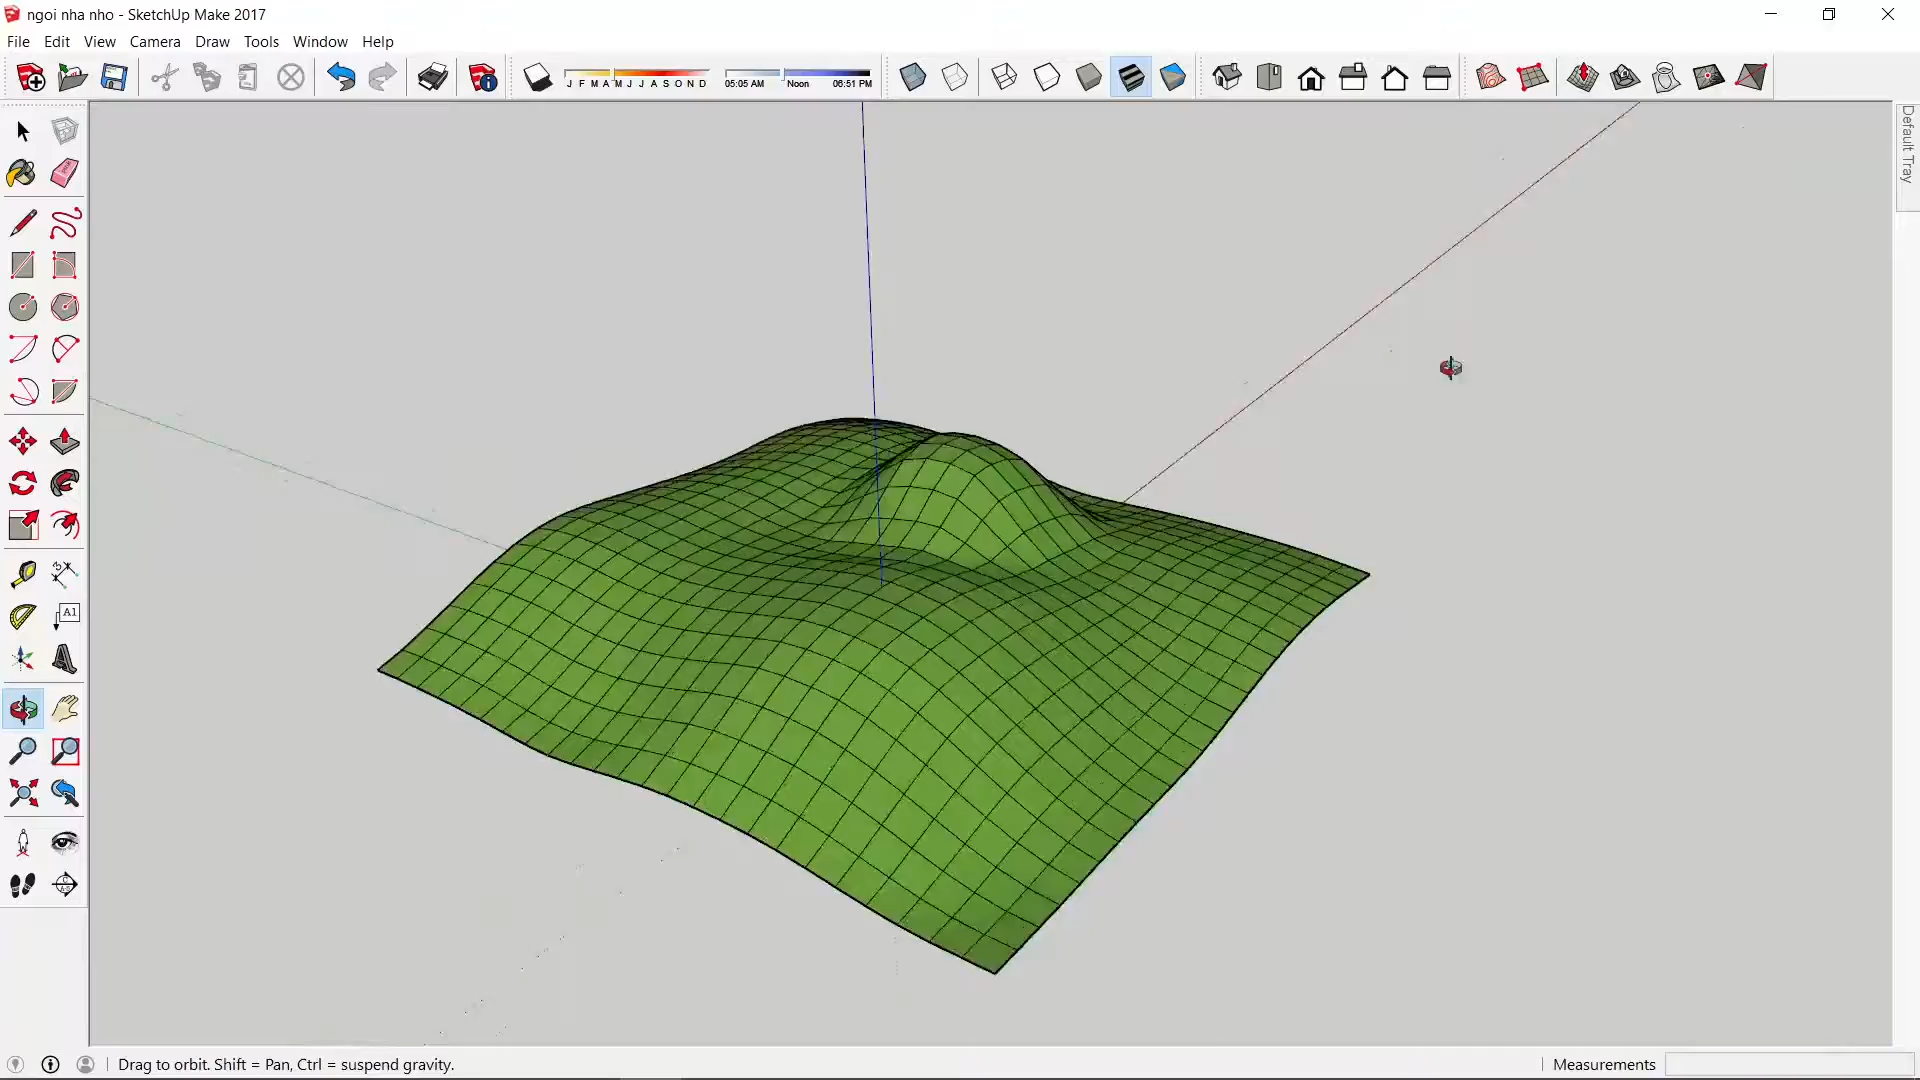 ngoi nha nho - SketchUp Make 2017
File Edit View Camera Draw Tools Window Help
J F M A M J J A S O N D
05:05 AM Noon 06:51 PM
Default Tray
A1
Drag to orbit. Shift = Pan, Ctrl = suspend gravity.
Measurements